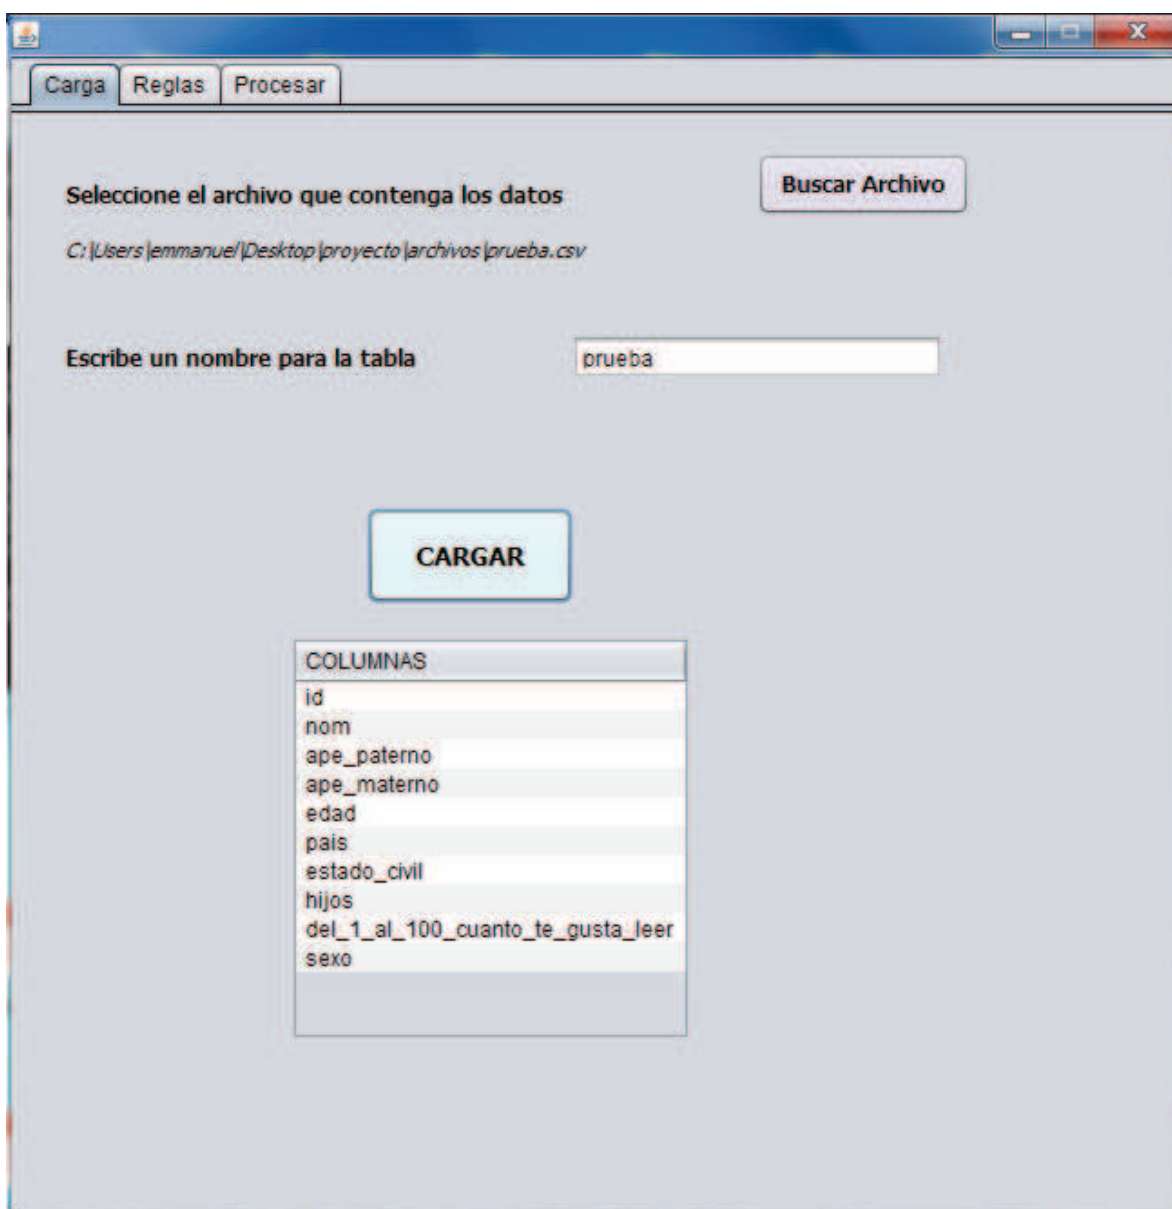 Carga Reglas Procesar
Seleccione el archivo que contenga los datos Buscar Archivo
C:\Users\emmanuel\Desktop\proyecto\archivos\prueba.csv
Escribe un nombre para la tabla prueba
CARGAR
COLUMNAS
id
nom
ape_paterno
ape_materno
edad
pais
estado_civil
hijos
del_1_al_100_cuanto_te_gusta_leer
sexo